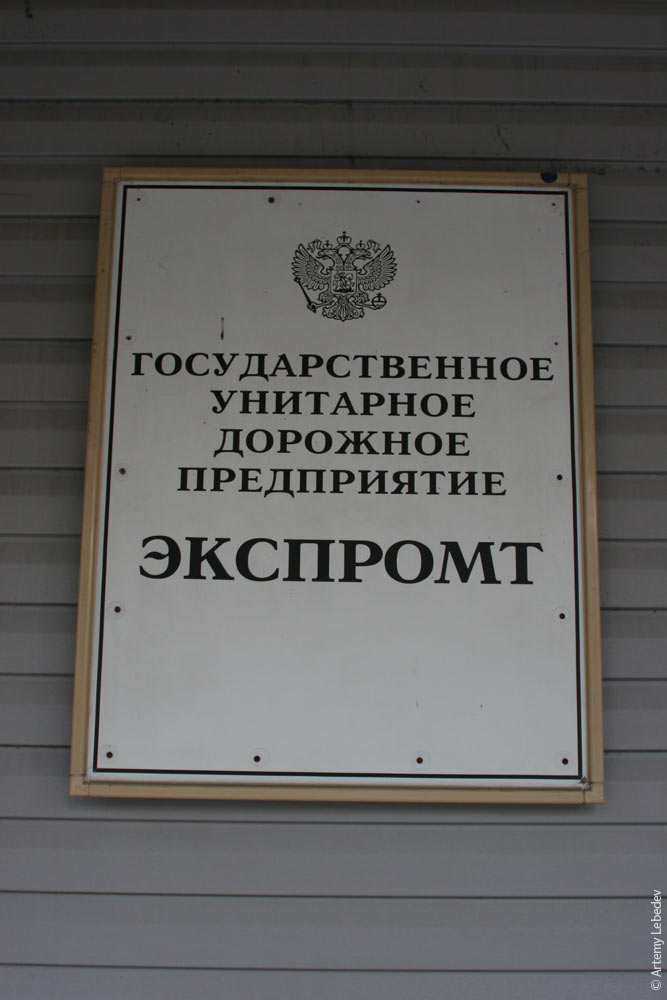 ГОСУДАРСТВЕННОЕ
УНИТАРНОЕ
ДОРОЖНОЕ
ПРЕДПРИЯТИЕ
ЭКСПРОМТ
© Artemy Lebedev